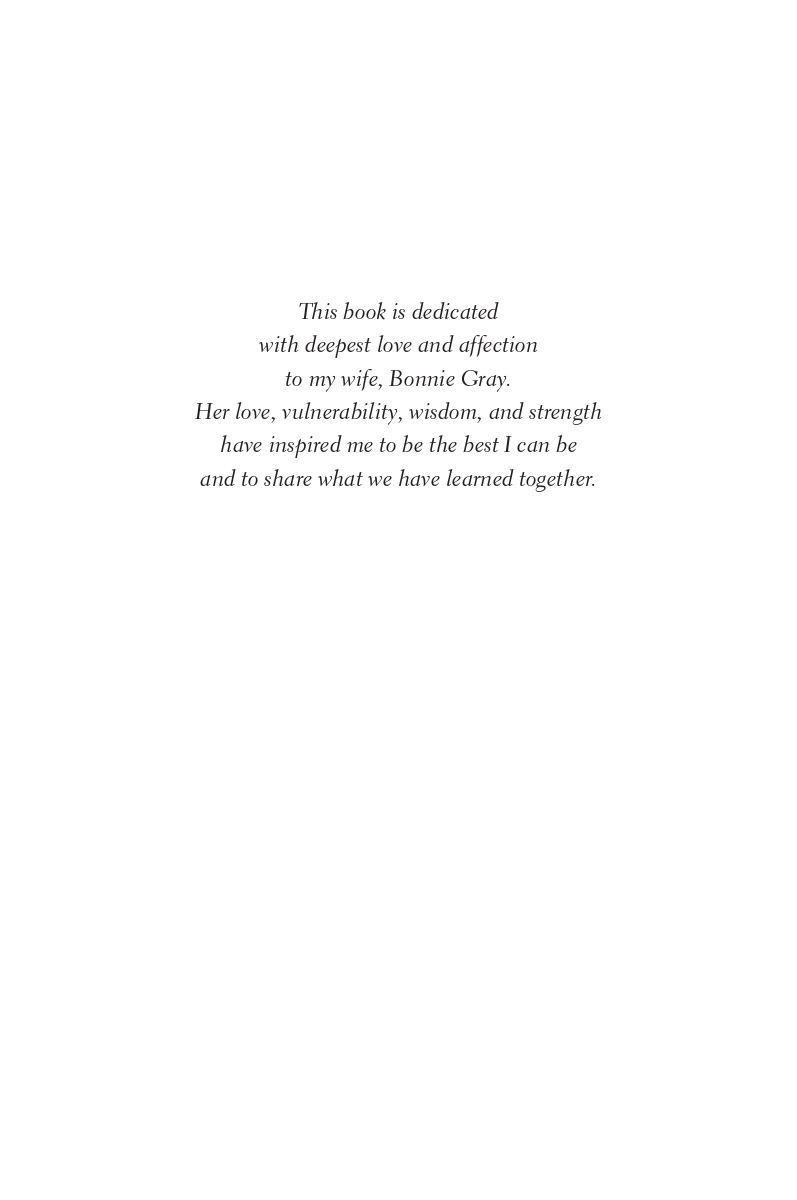 This book is dedicated
with deepest love and affection
to my wife, Bonnie Gray.
Her love, vulnerability, wisdom, and strength
have inspired me to be the best I can be
and to share what we have learned together.